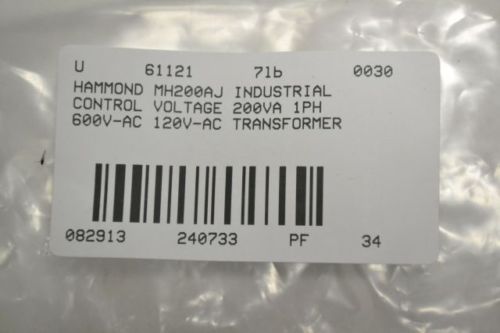 U 61121 7lb 0030
HAMMOND MH200AJ INDUSTRIAL
CONTROL VOLTAGE 200VA 1PH
600V-AC 120V-AC TRANSFORMER
082913 240733 PF 34